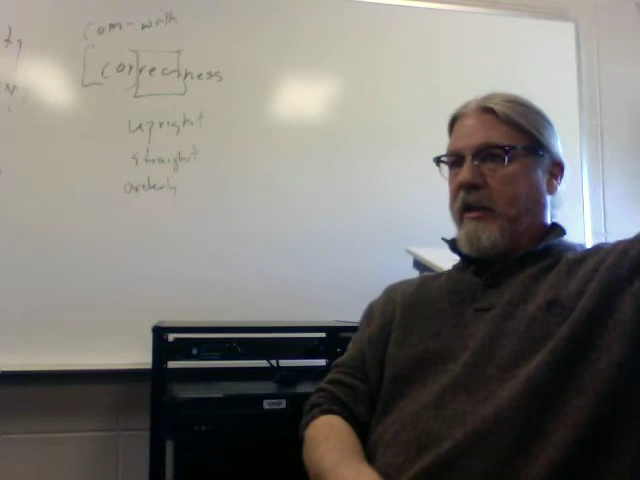 com-with
[correctness
upright
straight
orderly